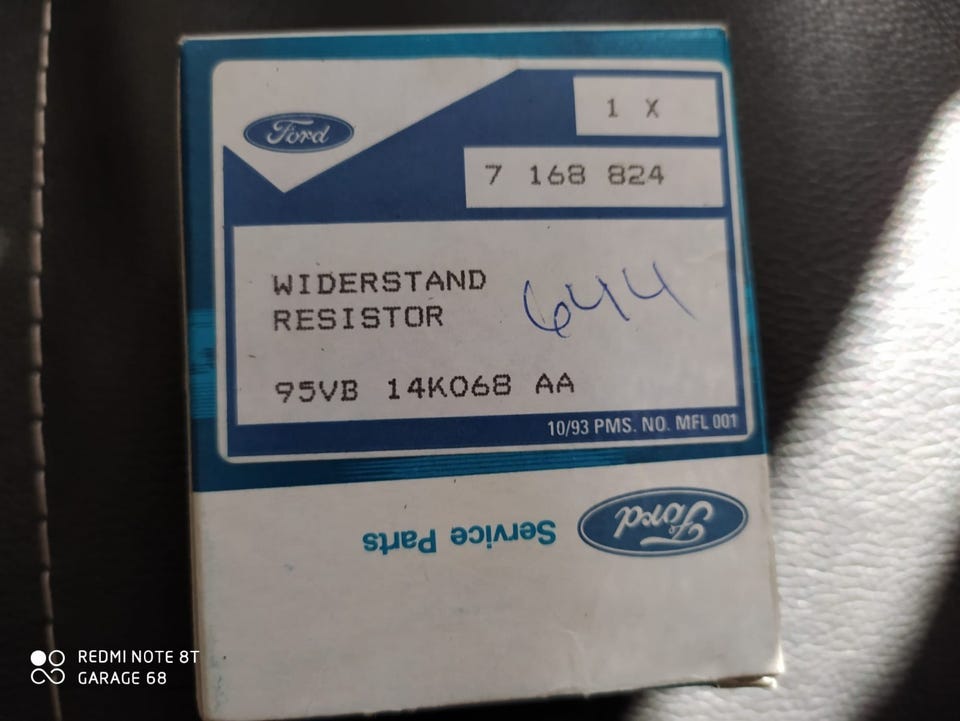 Ford
1 X
7 168 824
WIDERSTAND
RESISTOR
644
95VB 14K068 AA
10/93 PMS. NO. MFL 001
Ford
Service Parts
REDMI NOTE 8T
GARAGE 68